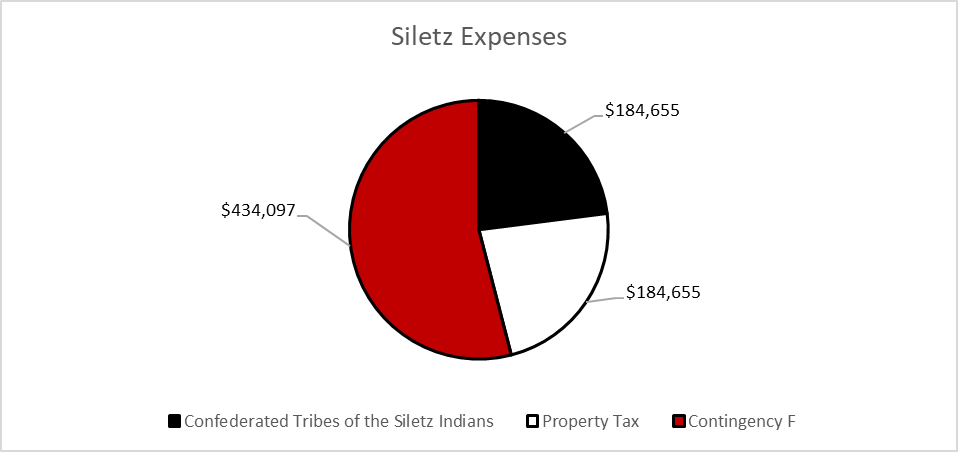 Siletz Expenses
$184,655
$434,097
$184,655
Confederated Tribes of the Siletz Indians
Property Tax
Contingency F